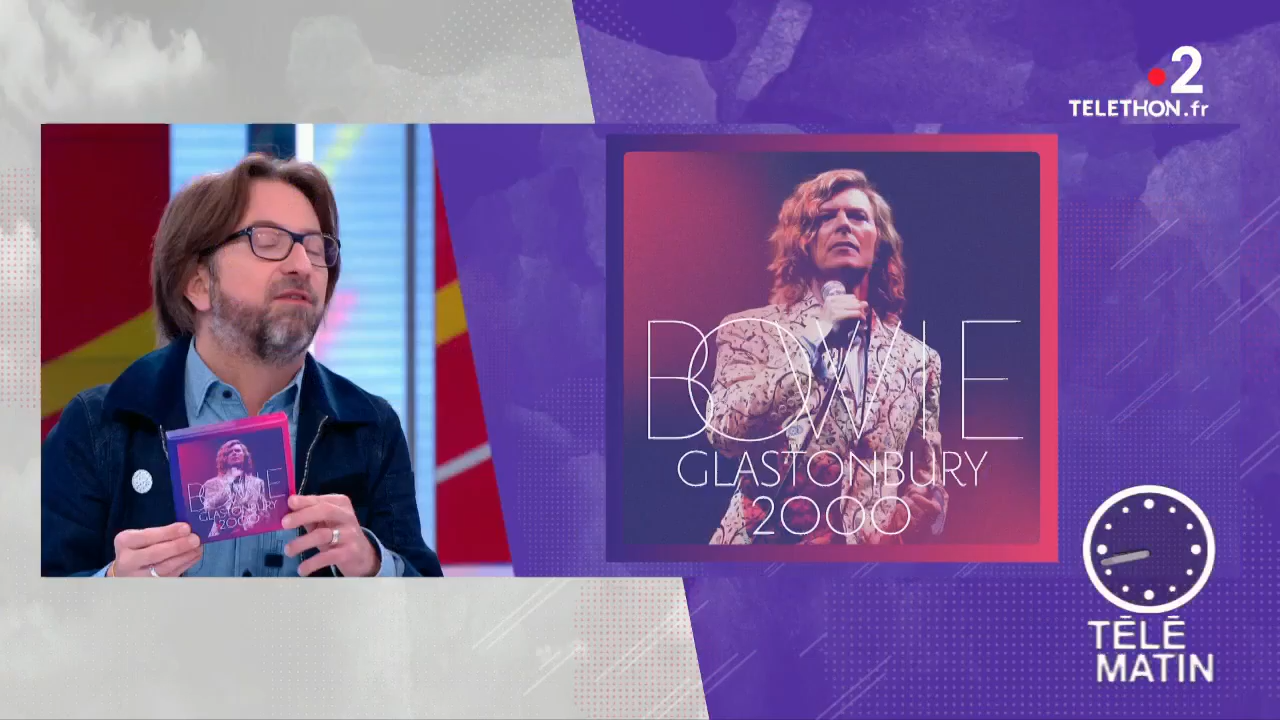 2
TELETHON.fr
BOWIE
GLASTONBURY
2000
BOWIE
GLASTONBURY
2000
TÉLÉ
MATIN